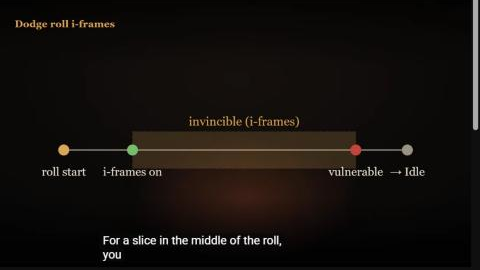 Dodge roll i-frames
invincible (i-frames)
roll start
i-frames on
vulnerable
→ Idle
For a slice in the middle of the roll,
you